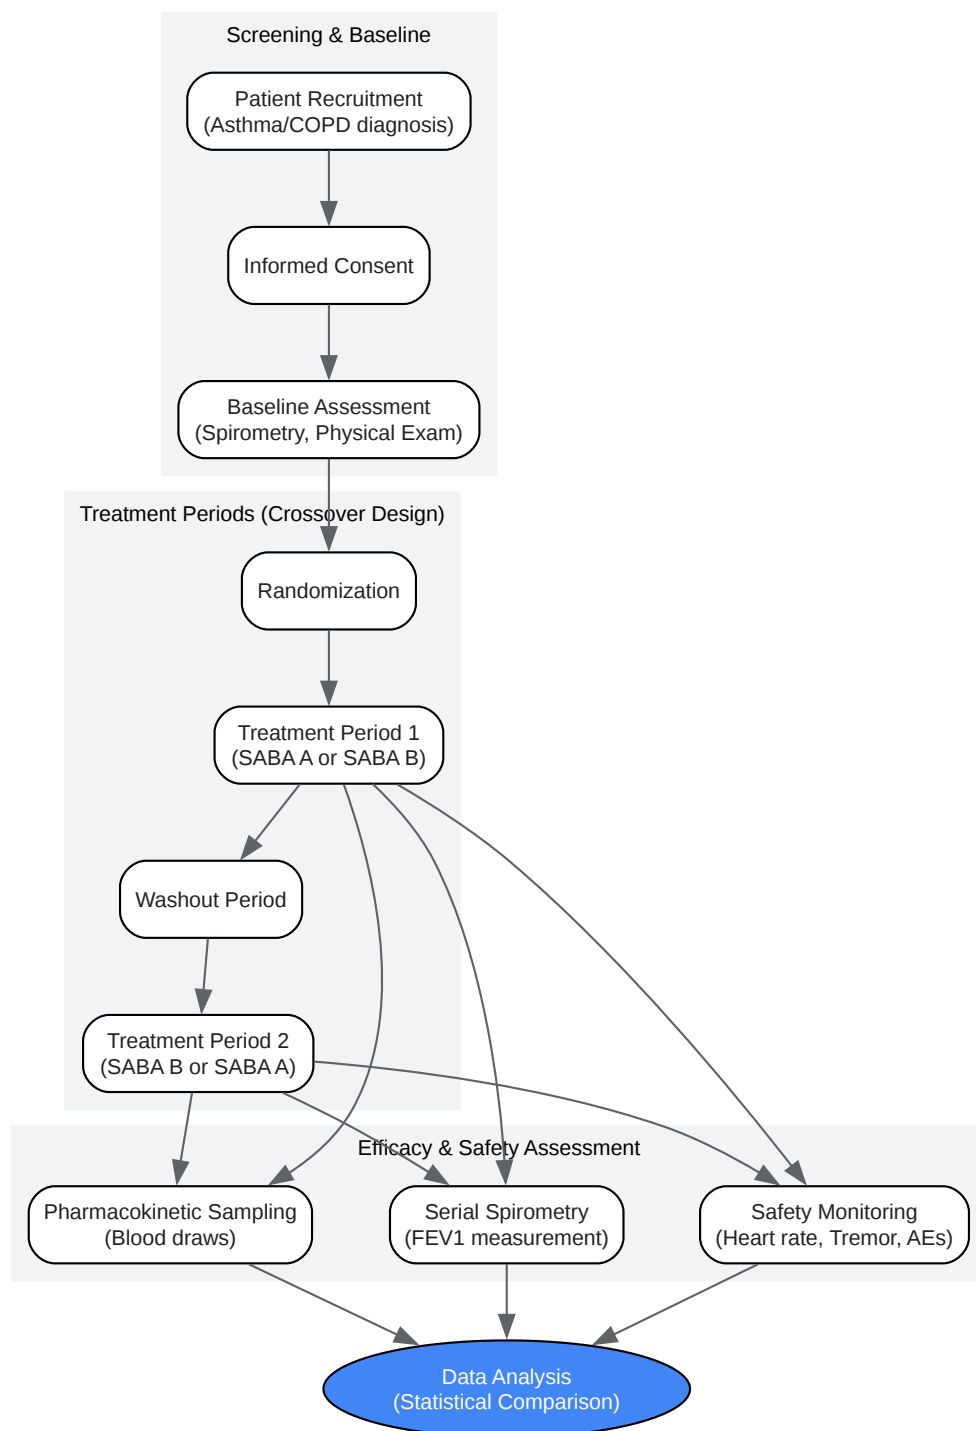 Screening & Baseline
Patient Recruitment
(Asthma/COPD diagnosis)
Informed Consent
Baseline Assessment
(Spirometry, Physical Exam)
Treatment Periods (Crossover Design)
Randomization
Treatment Period 1
(SABA A or SABA B)
Washout Period
Treatment Period 2
(SABA B or SABA A)
Efficacy & Safety Assessment
Pharmacokinetic Sampling
(Blood draws)
Serial Spirometry
(FEV1 measurement)
Safety Monitoring
(Heart rate, Tremor, AEs)
Data Analysis
(Statistical Comparison)